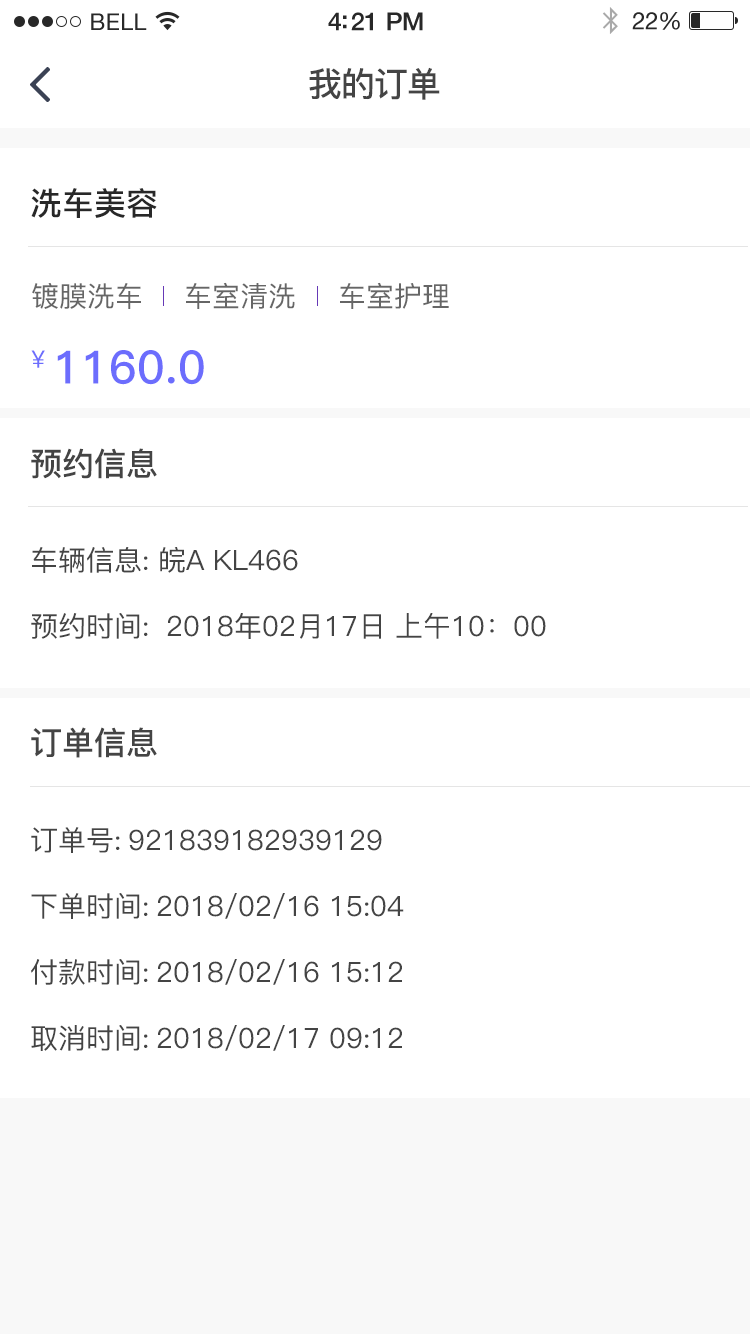 BELL 4:21 PM 22%
我的订单
洗车美容
镀膜洗车 | 车室清洗 | 车室护理
¥ 1160.0
预约信息
车辆信息: 皖A KL466
预约时间: 2018年02月17日 上午10：00
订单信息
订单号: 921839182939129
下单时间: 2018/02/16 15:04
付款时间: 2018/02/16 15:12
取消时间: 2018/02/17 09:12